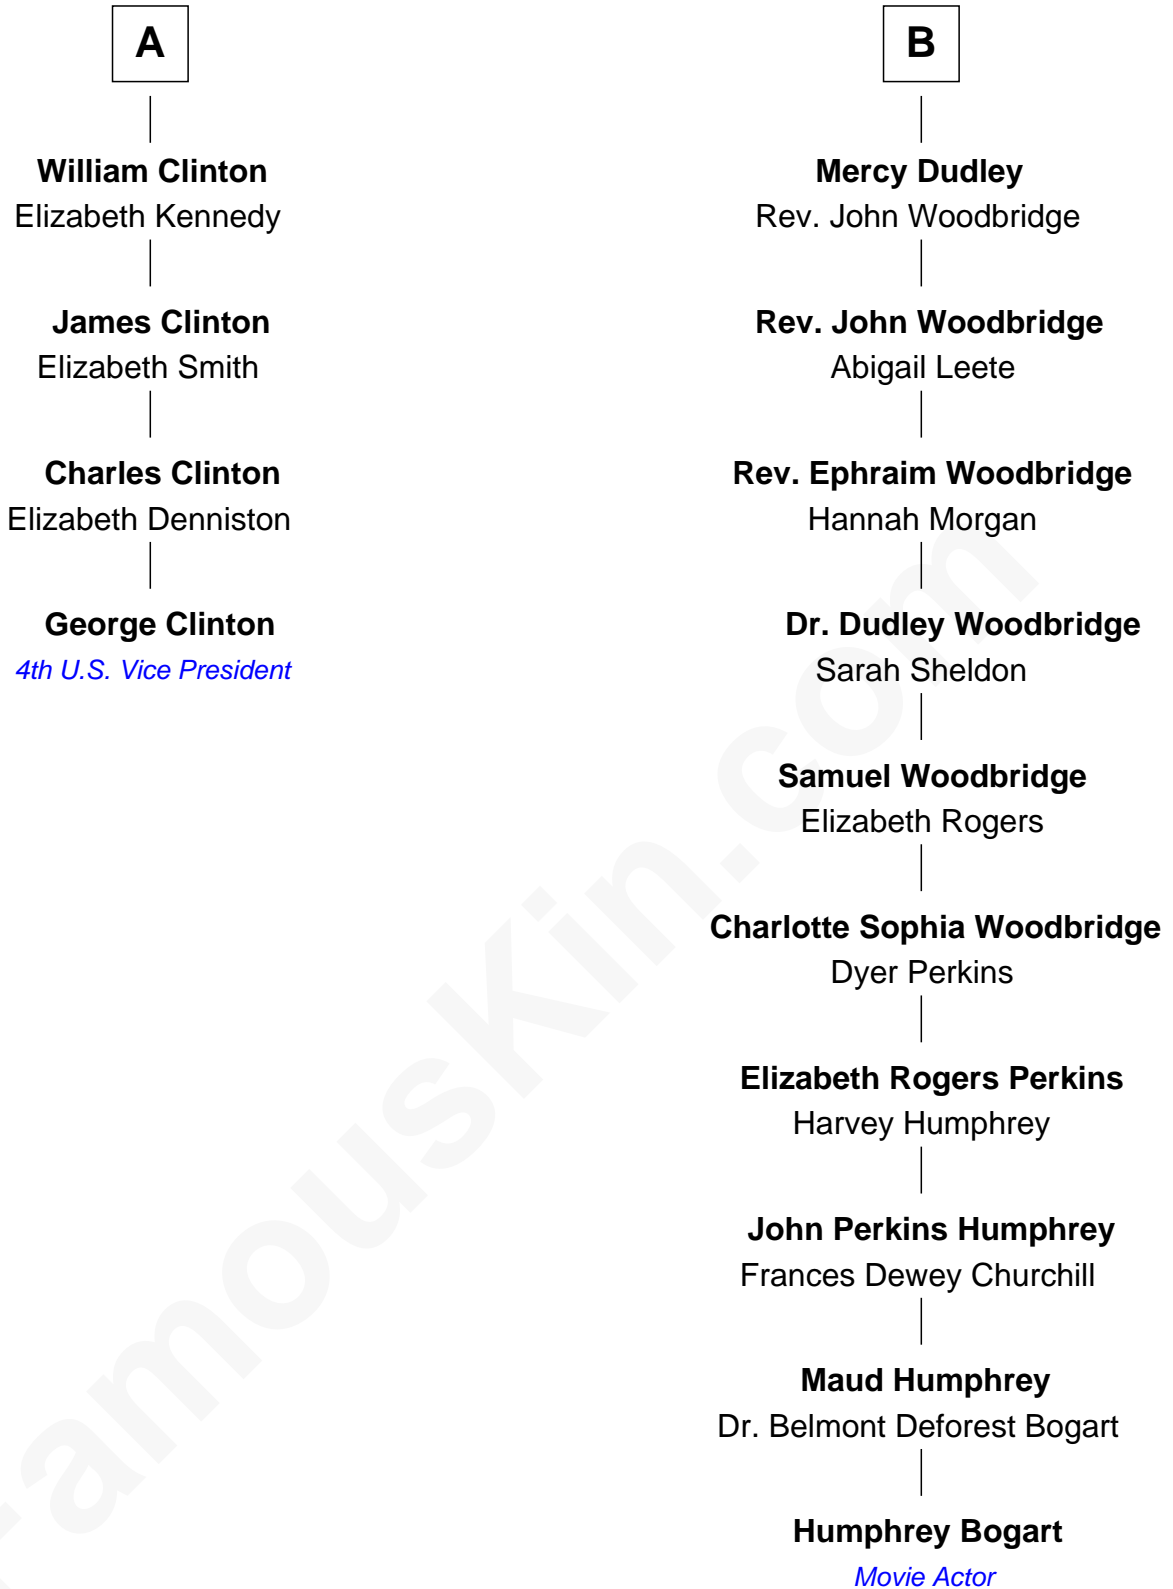 A
William Clinton
Elizabeth Kennedy
James Clinton
Elizabeth Smith
Charles Clinton
Elizabeth Denniston
George Clinton
4th U.S. Vice President
B
Mercy Dudley
Rev. John Woodbridge
Rev. John Woodbridge
Abigail Leete
Rev. Ephraim Woodbridge
Hannah Morgan
Dr. Dudley Woodbridge
Sarah Sheldon
Samuel Woodbridge
Elizabeth Rogers
Charlotte Sophia Woodbridge
Dyer Perkins
Elizabeth Rogers Perkins
Harvey Humphrey
John Perkins Humphrey
Frances Dewey Churchill
Maud Humphrey
Dr. Belmont Deforest Bogart
Humphrey Bogart
Movie Actor
FamousKin.com